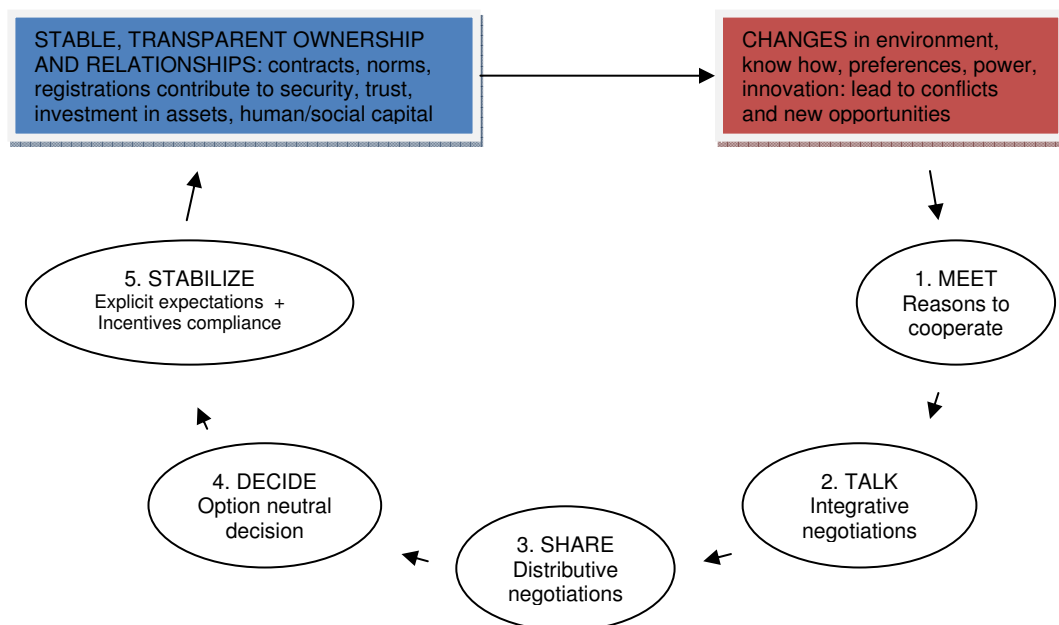 STABLE, TRANSPARENT OWNERSHIP
AND RELATIONSHIPS: contracts, norms,
registrations contribute to security, trust,
investment in assets, human/social capital
CHANGES in environment,
know how, preferences, power,
innovation: lead to conflicts
and new opportunities
1. MEET
Reasons to
cooperate
2. TALK
Integrative
negotiations
3. SHARE
Distributive
negotiations
4. DECIDE
Option neutral
decision
5. STABILIZE
Explicit expectations +
Incentives compliance